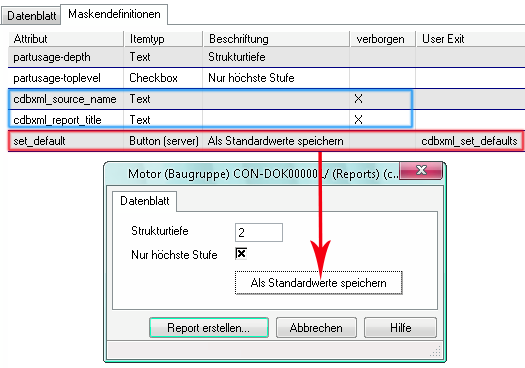 Datenblatt Maskendefinitionen
Attribut Itemtyp Beschriftung verborgen User Exit
partusage-depth Text Strukturtiefe
partusage-toplevel Checkbox Nur höchste Stufe
cdbxml_source_name Text X
cdbxml_report_title Text X
set_default Button (server) Als Standardwerte speichern cdbxml_set_defaults
Motor (Baugruppe) CON-DOK00000L/ (Reports) (c...
Datenblatt
Strukturtiefe 2
Nur höchste Stufe
Als Standardwerte speichern
Report erstellen... Abbrechen Hilfe